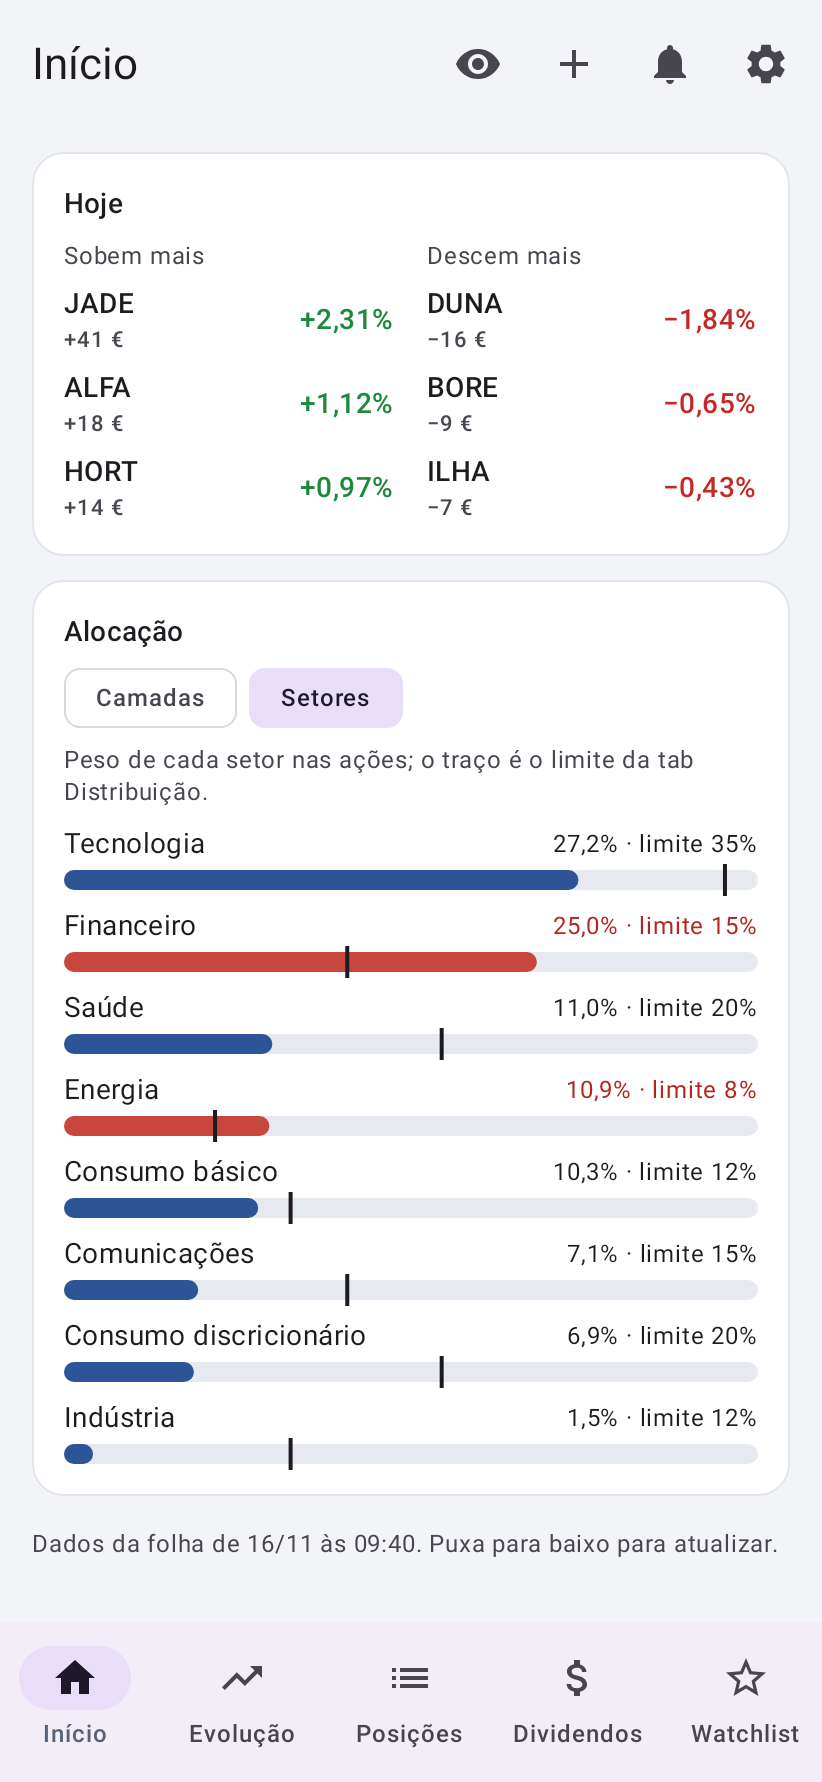 Início
Hoje
Sobem mais
JADE
+41 €
+2,31%
ALFA
+18 €
+1,12%
HORT
+14 €
+0,97%
Descem mais
DUNA
−16 €
−1,84%
BORE
−9 €
−0,65%
ILHA
−7 €
−0,43%
Alocação
Camadas
Setores
Peso de cada setor nas ações; o traço é o limite da tab
Distribuição.
Tecnologia 27,2% · limite 35%
Financeiro 25,0% · limite 15%
Saúde 11,0% · limite 20%
Energia 10,9% · limite 8%
Consumo básico 10,3% · limite 12%
Comunicações 7,1% · limite 15%
Consumo discricionário 6,9% · limite 20%
Indústria 1,5% · limite 12%
Dados da folha de 16/11 às 09:40. Puxa para baixo para atualizar.
Início
Evolução
Posições
Dividendos
Watchlist